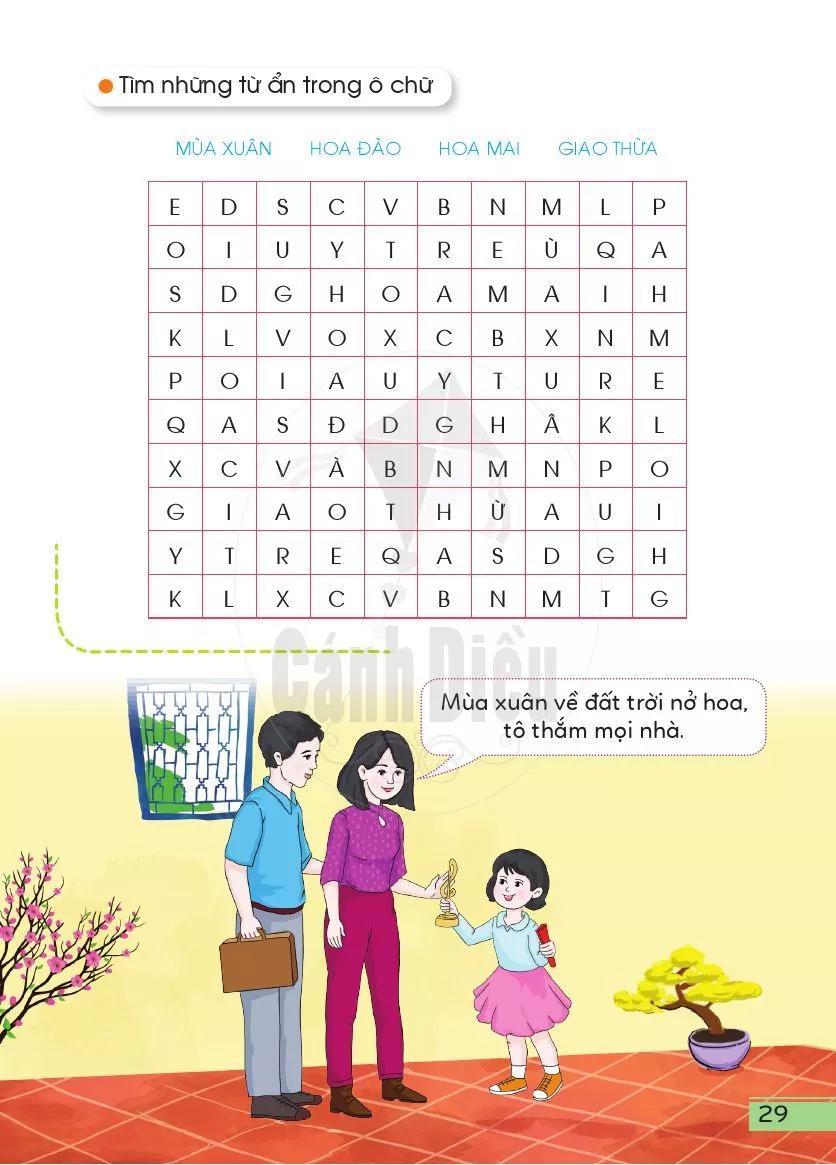 Tìm những từ ẩn trong ô chữ
MÙA XUÂN HOA ĐÀO HOA MAI GIAO THỪA
E D S C V B N M L P
O I U Y T R E Ù Q A
S D G H O A M A I H
K L V O X C B X N M
P O I A U Y T U R E
Q A S Đ D G H Â K L
X C V À B N M N P O
G I A O T H Ừ A U I
Y T R E Q A S D G H
K L X C V B N M T G
Cánh Diều
Mùa xuân về đất trời nở hoa,
tô thắm mọi nhà.
29